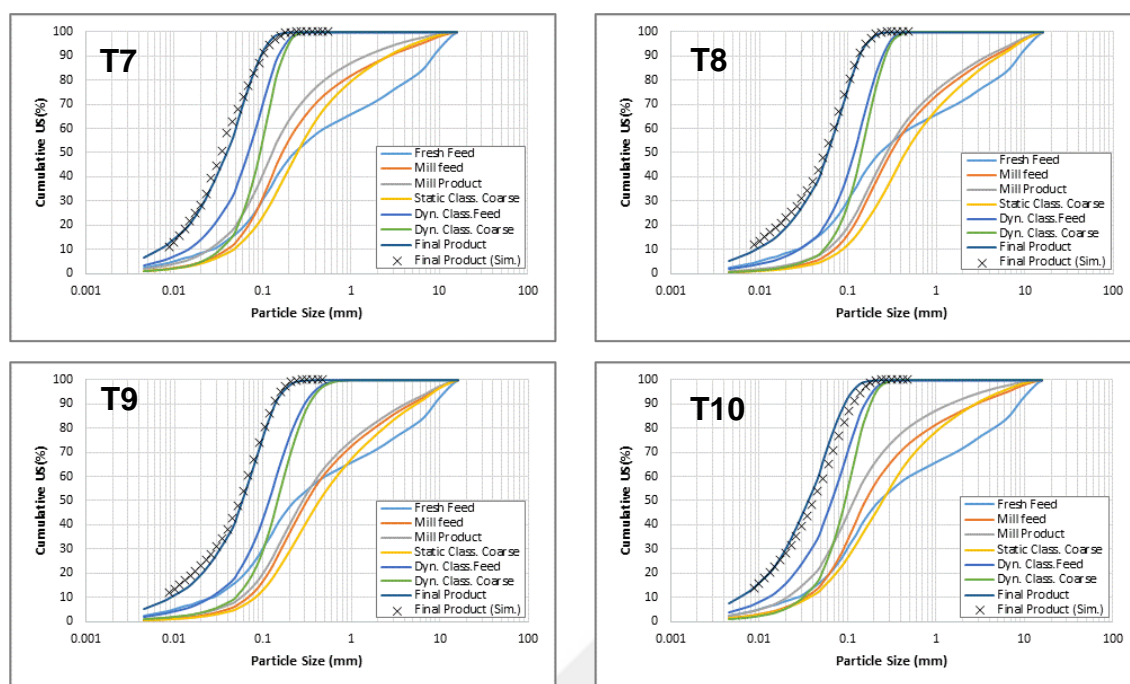 T7
Cumulative US(%)
100
90
80
70
60
50
40
30
20
10
0
0.001 0.01 0.1 1 10 100
Particle Size (mm)
Fresh Feed
Mill feed
Mill Product
Static Class. Coarse
Dyn. Class.Feed
Dyn. Class. Coarse
Final Product
Final Product (Sim.)
T8
Cumulative US(%)
100
90
80
70
60
50
40
30
20
10
0
0.001 0.01 0.1 1 10 100
Particle Size (mm)
Fresh Feed
Mill feed
Mill Product
Static Class. Coarse
Dyn. Class.Feed
Dyn. Class. Coarse
Final Product
Final Product (Sim.)
T9
Cumulative US(%)
100
90
80
70
60
50
40
30
20
10
0
0.001 0.01 0.1 1 10 100
Particle Size (mm)
Fresh Feed
Mill feed
Mill Product
Static Class. Coarse
Dyn. Class.Feed
Dyn. Class. Coarse
Final Product
Final Product (Sim.)
T10
Cumulative US(%)
100
90
80
70
60
50
40
30
20
10
0
0.001 0.01 0.1 1 10 100
Particle Size (mm)
Fresh Feed
Mill feed
Mill Product
Static Class. Coarse
Dyn. Class.Feed
Dyn. Class. Coarse
Final Product
Final Product (Sim.)